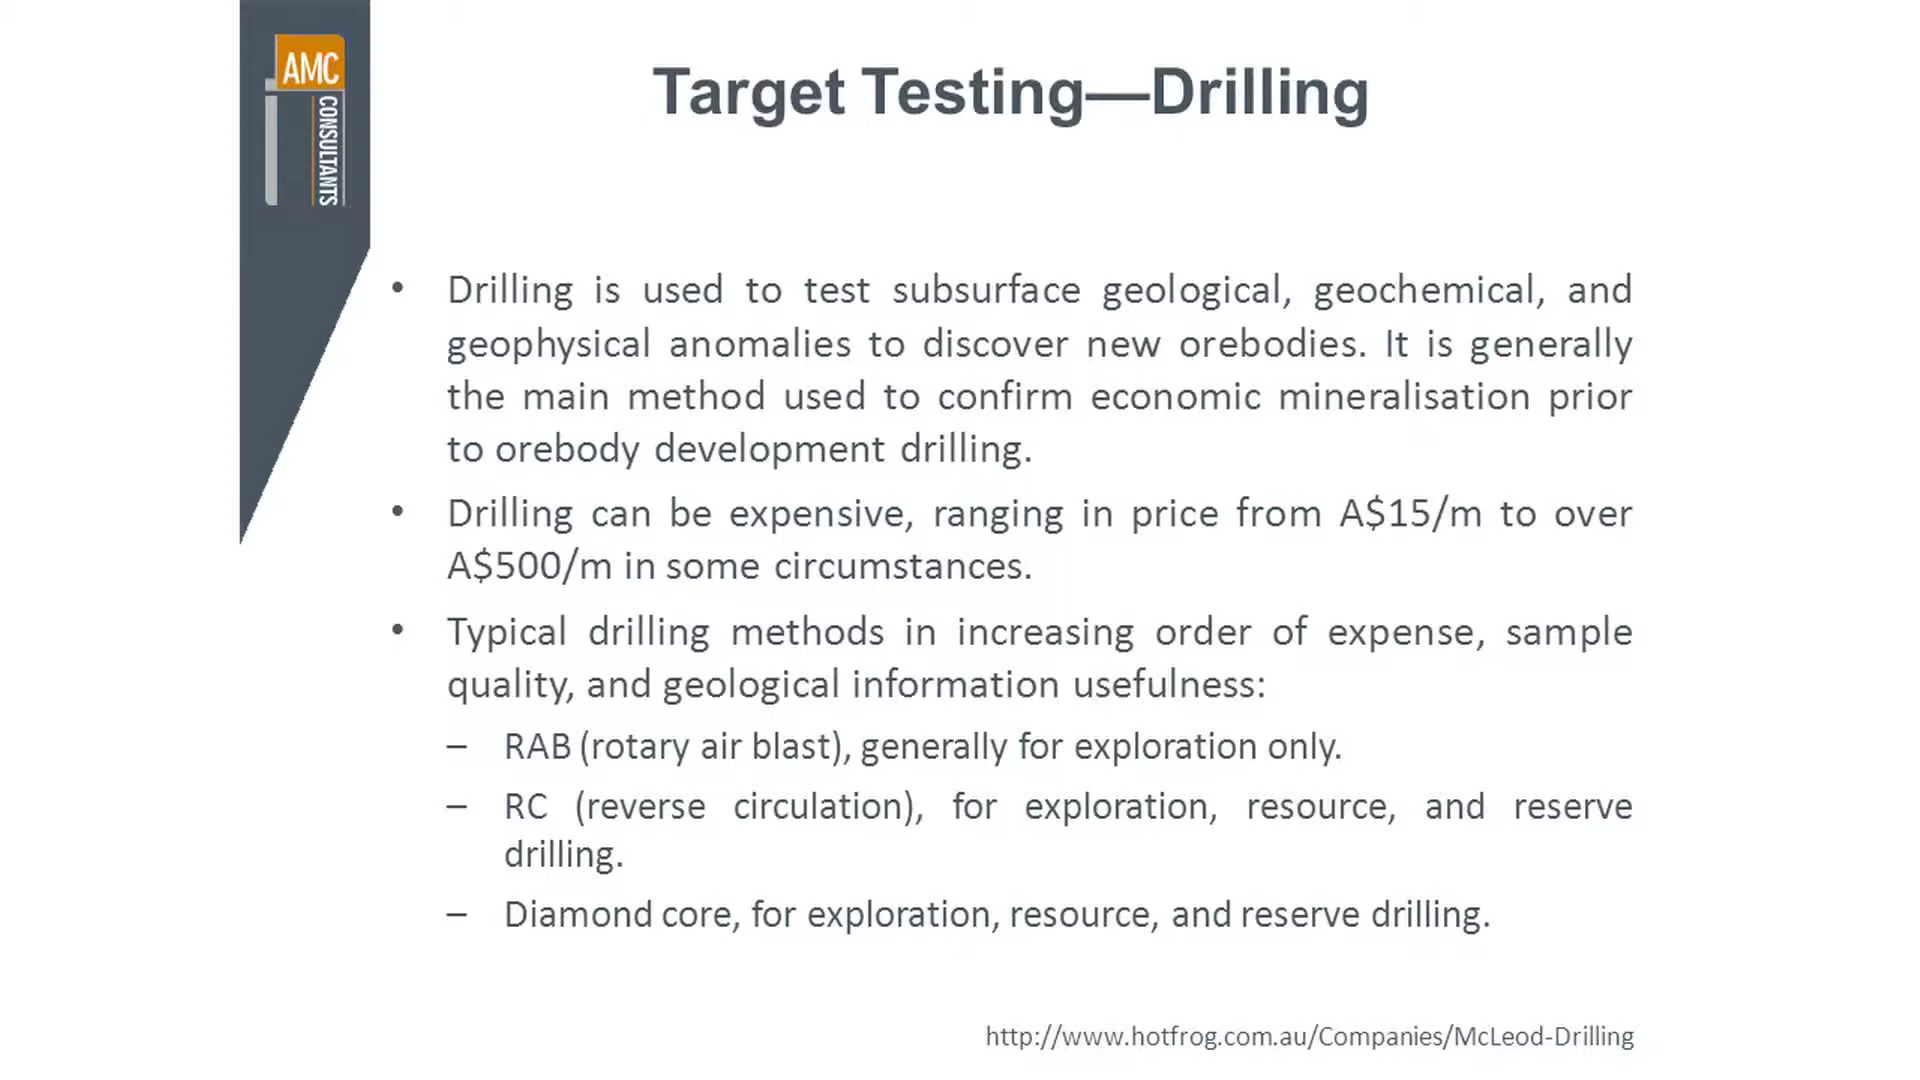 AMC
CONSULTANTS
Target Testing—Drilling
• Drilling is used to test subsurface geological, geochemical, and
geophysical anomalies to discover new orebodies. It is generally
the main method used to confirm economic mineralisation prior
to orebody development drilling.
• Drilling can be expensive, ranging in price from A$15/m to over
A$500/m in some circumstances.
• Typical drilling methods in increasing order of expense, sample
quality, and geological information usefulness:
– RAB (rotary air blast), generally for exploration only.
– RC (reverse circulation), for exploration, resource, and reserve
drilling.
– Diamond core, for exploration, resource, and reserve drilling.
http://www.hotfrog.com.au/Companies/McLeod-Drilling